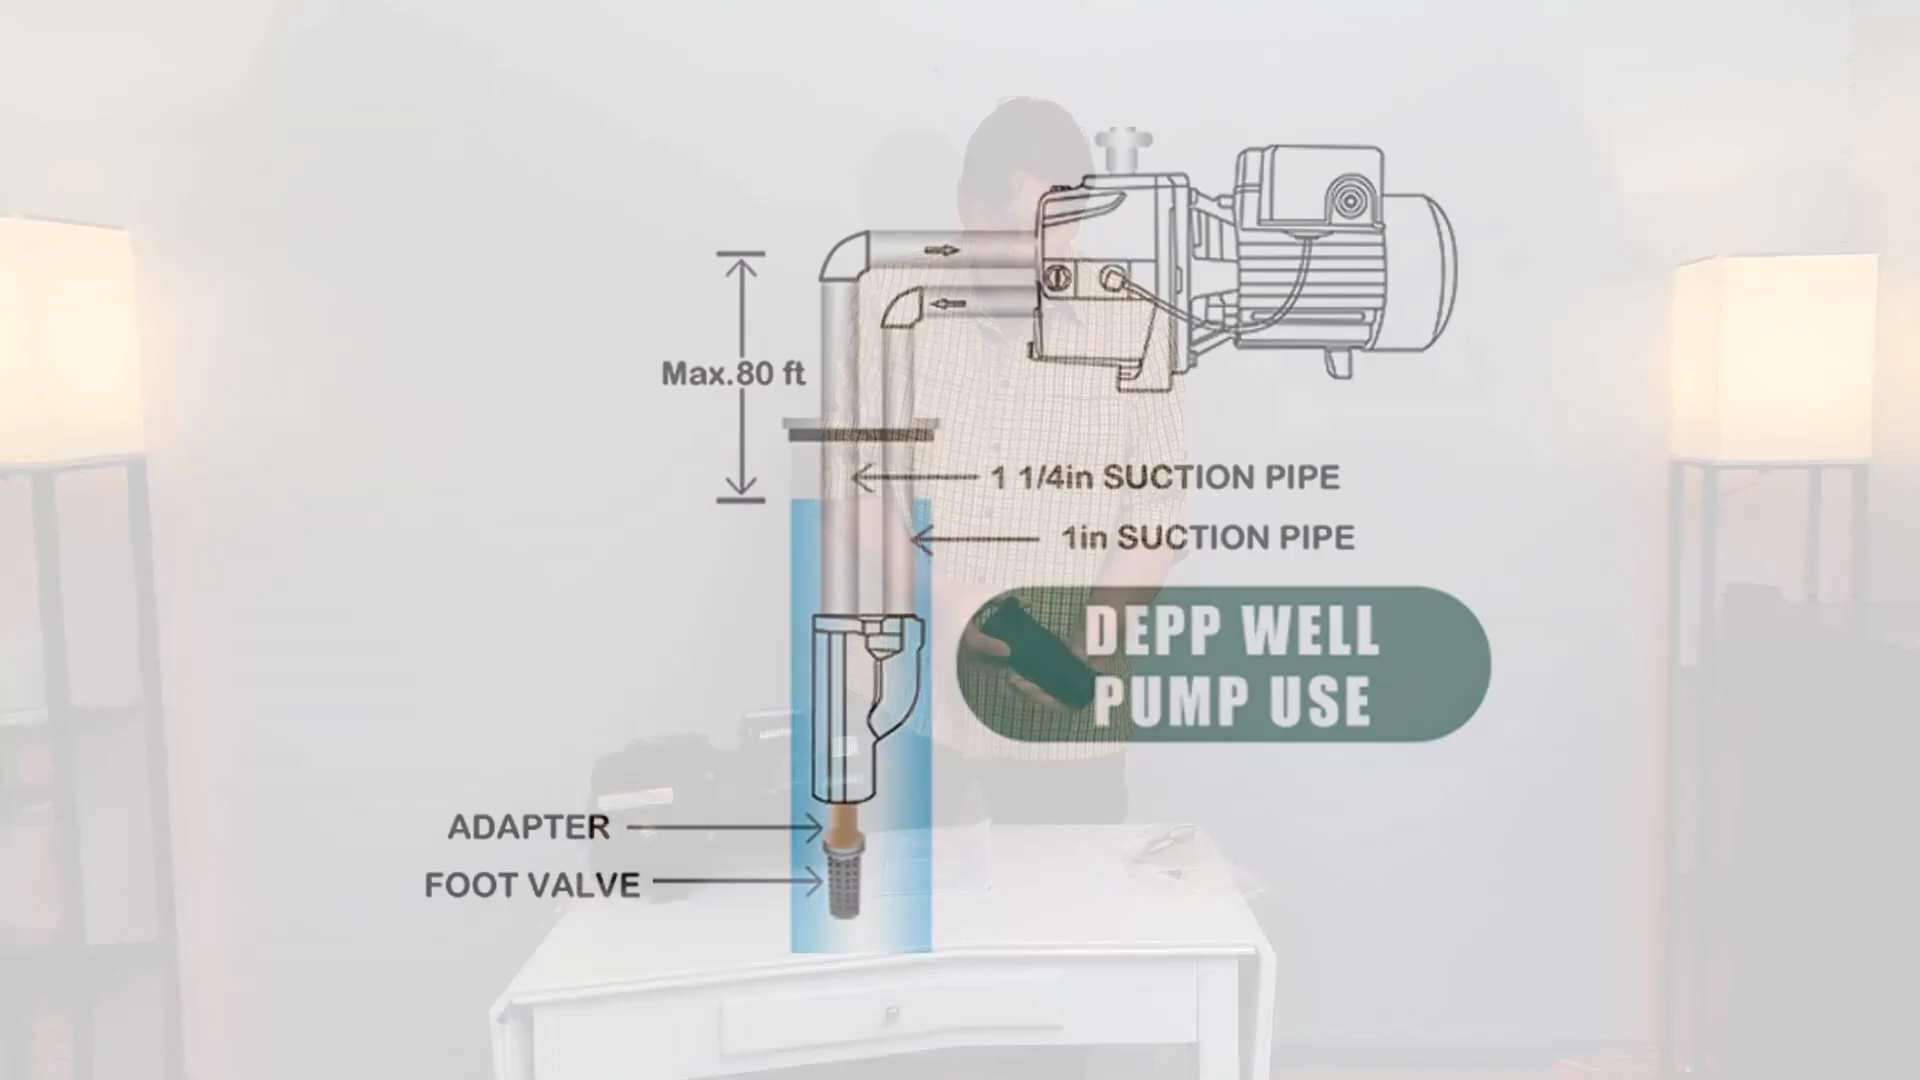 Max.80 ft
1 1/4in SUCTION PIPE
1in SUCTION PIPE
DEPP WELL
PUMP USE
ADAPTER
FOOT VALVE